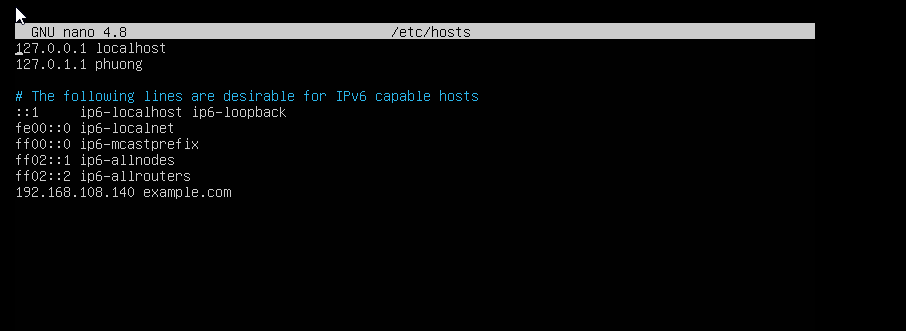 GNU nano 4.8 /etc/hosts
127.0.0.1 localhost
127.0.1.1 phuong
# The following lines are desirable for IPv6 capable hosts
::1 ip6-localhost ip6-loopback
fe00::0 ip6-localnet
ff00::0 ip6-mcastprefix
ff02::1 ip6-allnodes
ff02::2 ip6-allrouters
192.168.108.140 example.com